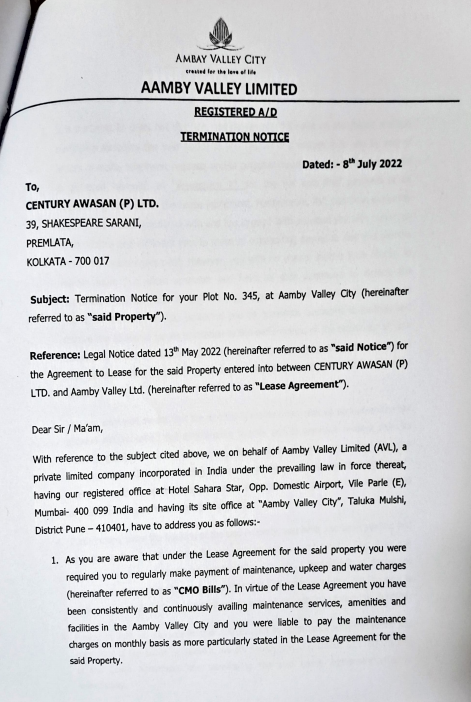 AMBY VALLEY CITY
created for the love of life
AAMBY VALLEY LIMITED
REGISTERED A/D
TERMINATION NOTICE
Dated: - 8th July 2022
To,
CENTURY AWASAN (P) LTD.
39, SHAKESPEARE SARANI,
PREMLATA,
KOLKATA - 700 017
Subject: Termination Notice for your Plot No. 345, at Aamby Valley City (hereinafter
referred to as "said Property").
Reference: Legal Notice dated 13th May 2022 (hereinafter referred to as "said Notice") for
the Agreement to Lease for the said Property entered into between CENTURY AWASAN (P)
LTD. and Aamby Valley Ltd. (hereinafter referred to as "Lease Agreement").
Dear Sir / Ma'am,
With reference to the subject cited above, we on behalf of Aamby Valley Limited (AVL), a
private limited company incorporated in India under the prevailing law in force thereat,
having our registered office at Hotel Sahara Star, Opp. Domestic Airport, Vile Parle (E),
Mumbai- 400 099 India and having its site office at "Aamby Valley City", Taluka Mulshi,
District Pune – 410401, have to address you as follows:-
1. As you are aware that under the Lease Agreement for the said property you were
required you to regularly make payment of maintenance, upkeep and water charges
(hereinafter referred to as "CMO Bills"). In virtue of the Lease Agreement you have
been consistently and continuously availing maintenance services, amenities and
facilities in the Aamby Valley City and you were liable to pay the maintenance
charges on monthly basis as more particularly stated in the Lease Agreement for the
said Property.